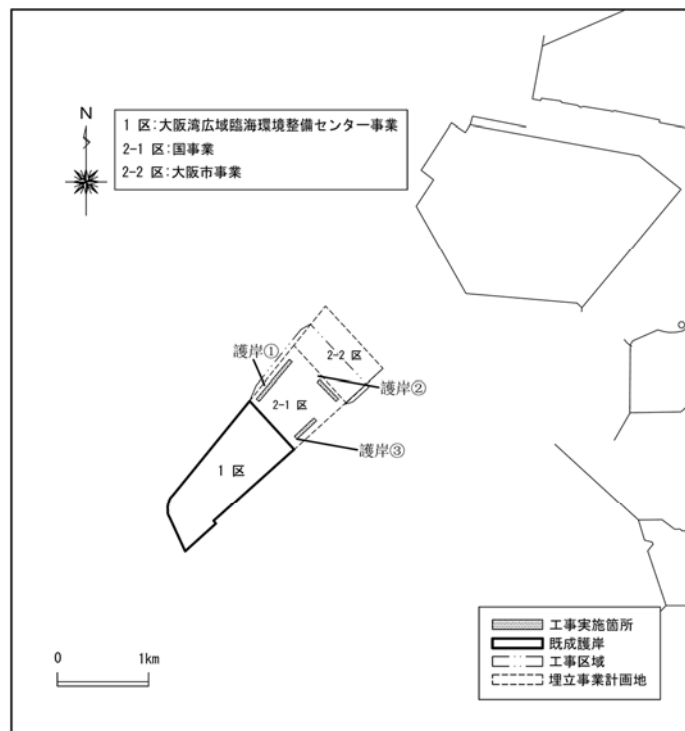 N
1 区:大阪湾広域臨海環境整備センター事業
2-1 区:国事業
2-2 区:大阪市事業
護岸①
2-2 区
護岸②
2-1 区
護岸③
1 区
0 1km
工事実施箇所
既成護岸
工事区域
埋立事業計画地